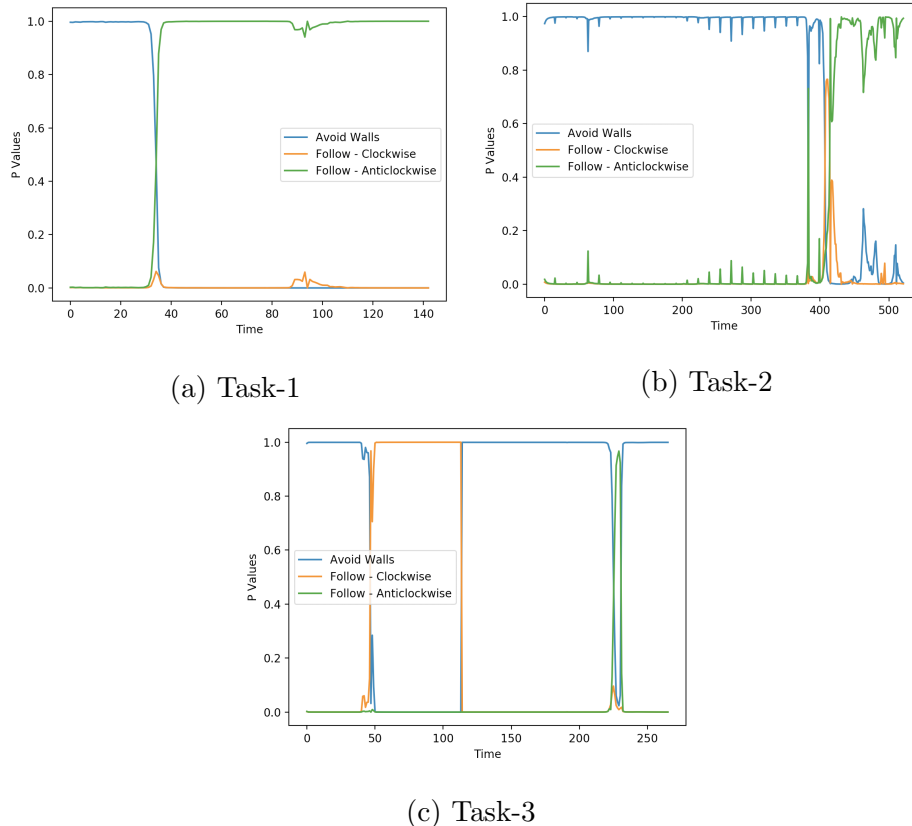 1.0
0.8
0.6
0.4
0.2
0.0
P Values
Avoid Walls
Follow - Clockwise
Follow - Anticlockwise
0 20 40 60 80 100 120 140
Time
(a) Task-1
1.0
0.8
0.6
0.4
0.2
0.0
P Values
Avoid Walls
Follow - Clockwise
Follow - Anticlockwise
0 100 200 300 400 500
Time
(b) Task-2
1.0
0.8
0.6
0.4
0.2
0.0
P Values
Avoid Walls
Follow - Clockwise
Follow - Anticlockwise
0 50 100 150 200 250
Time
(c) Task-3